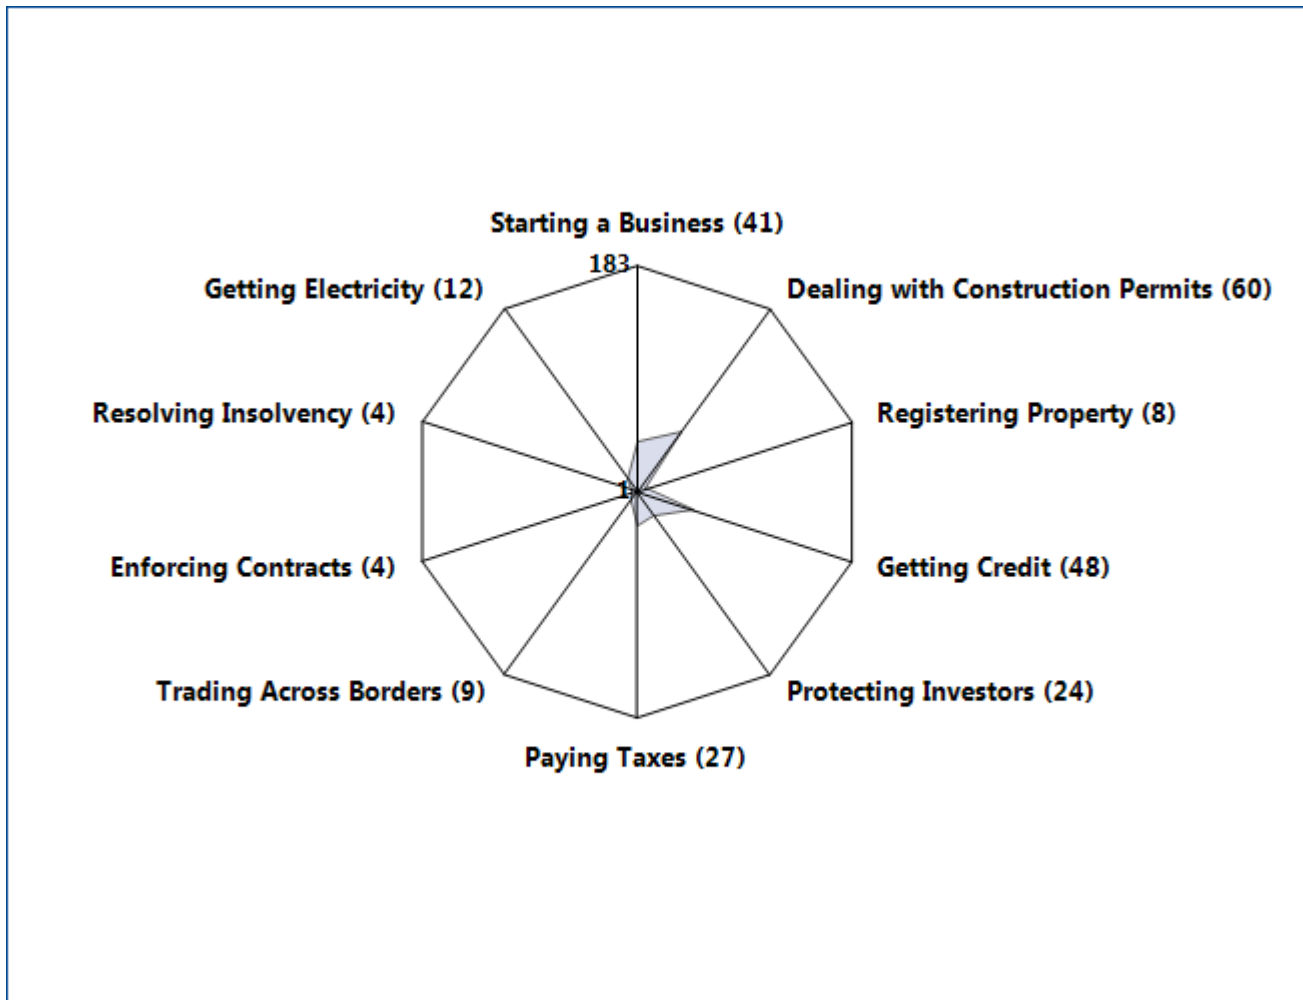 Starting a Business (41)
183
Getting Electricity (12)
Dealing with Construction Permits (60)
Resolving Insolvency (4)
Registering Property (8)
1
Enforcing Contracts (4)
Getting Credit (48)
Trading Across Borders (9)
Protecting Investors (24)
Paying Taxes (27)